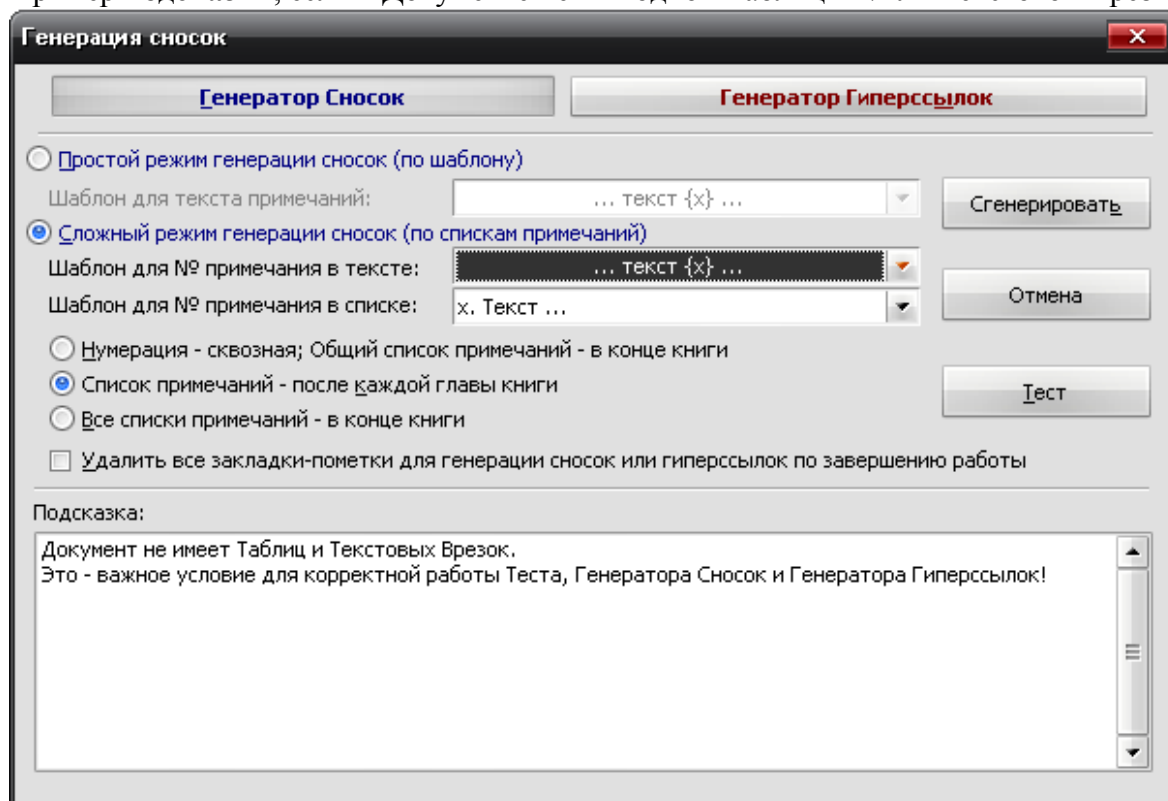 Генерация сносок
Генератор Сносок Генератор Гиперссылок
Простой режим генерации сносок (по шаблону)
Шаблон для текста примечаний: ... текст {x} ...
Сгенерировать
Сложный режим генерации сносок (по спискам примечаний)
Шаблон для № примечания в тексте: ... текст {x} ...
Шаблон для № примечания в списке: x. Текст ...
Отмена
Нумерация - сквозная; Общий список примечаний - в конце книги
Список примечаний - после каждой главы книги
Тест
Все списки примечаний - в конце книги
Удалить все закладки-пометки для генерации сносок или гиперссылок по завершению работы
Подсказка:
Документ не имеет Таблиц и Текстовых Врезок.
Это - важное условие для корректной работы Теста, Генератора Сносок и Генератора Гиперссылок!